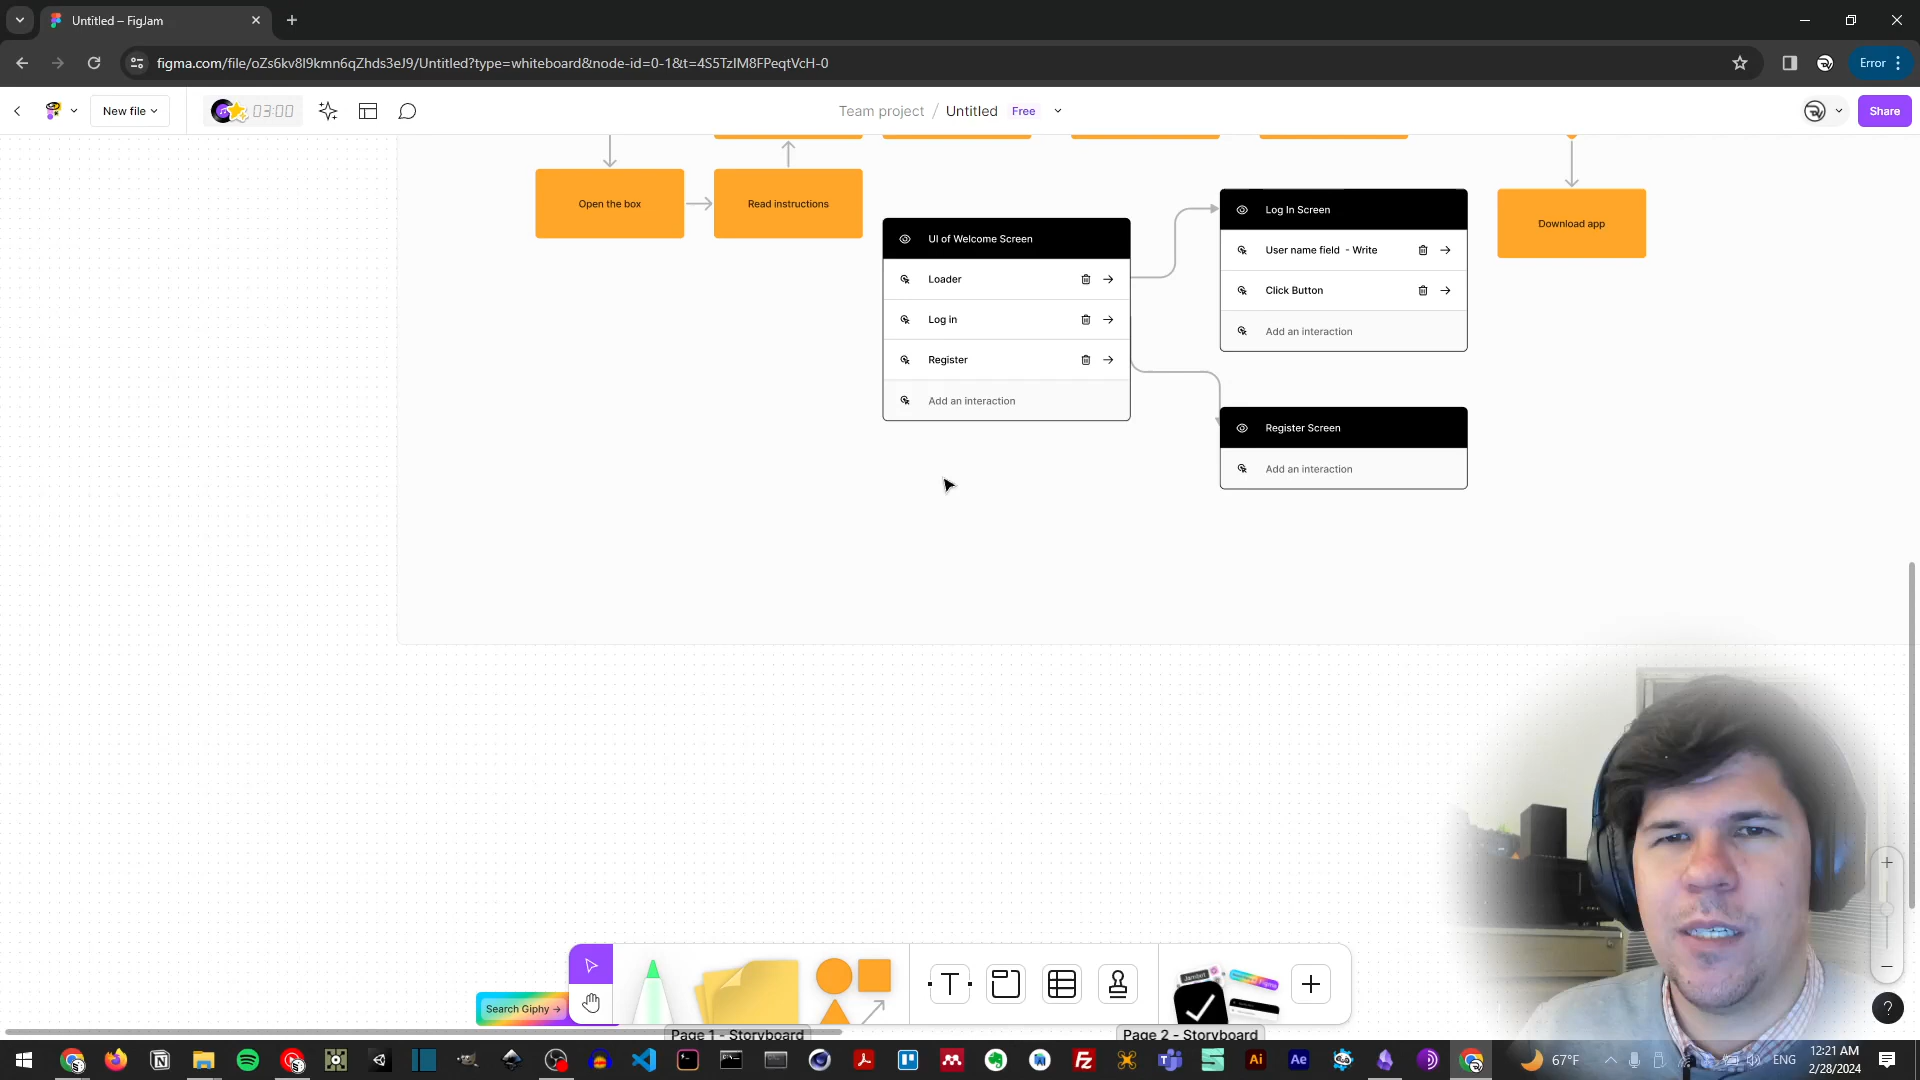 Untitled – FigJam
figma.com/file/oZs6kv8l9kmn6qZhds3eJ9/Untitled?type=whiteboard&node-id=0-1&t=4S5TzIM8FPeqtVcH-0
Error
New file
03:00
Team project / Untitled Free
Share
Open the box
Read instructions
UI of Welcome Screen
Loader
Log in
Register
Add an interaction
Log In Screen
User name field - Write
Click Button
Add an interaction
Register Screen
Add an interaction
Download app
Search Giphy →
T
Page 1 - Storyboard
Page 2 - Storyboard
67°F
ENG
12:21 AM
2/28/2024